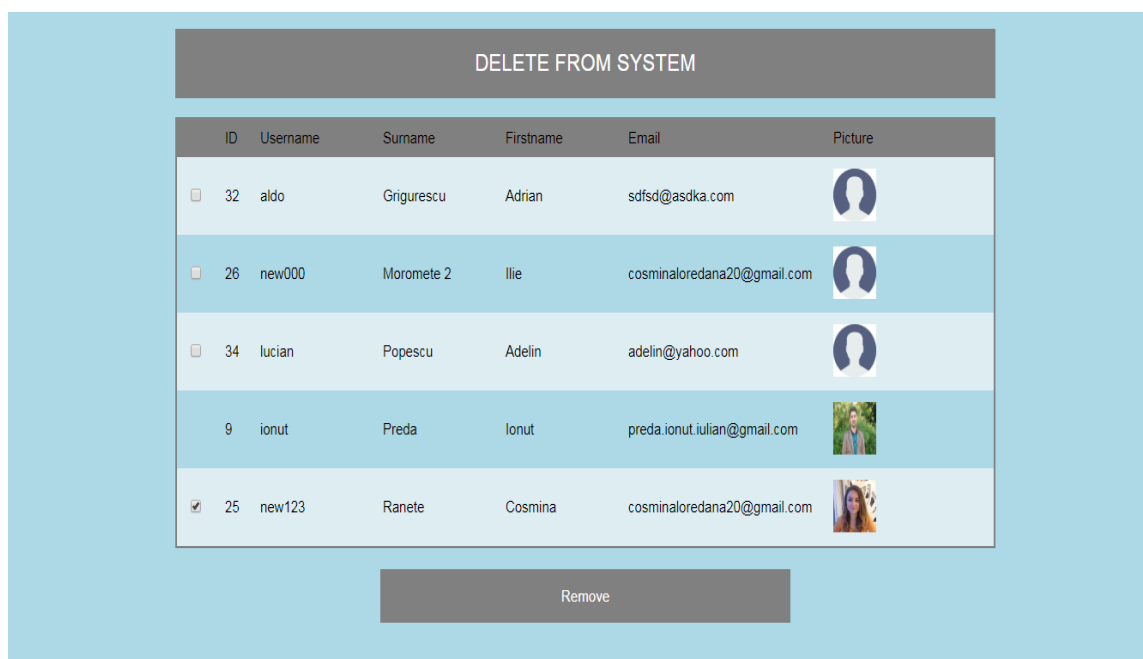 DELETE FROM SYSTEM
ID Username Surname Firstname Email Picture
32 aldo Grigurescu Adrian sdfsd@asdka.com
26 new000 Moromete 2 Ilie cosminaloredana20@gmail.com
34 lucian Popescu Adelin adelin@yahoo.com
9 ionut Preda Ionut preda.ionut.iulian@gmail.com
25 new123 Ranete Cosmina cosminaloredana20@gmail.com
Remove